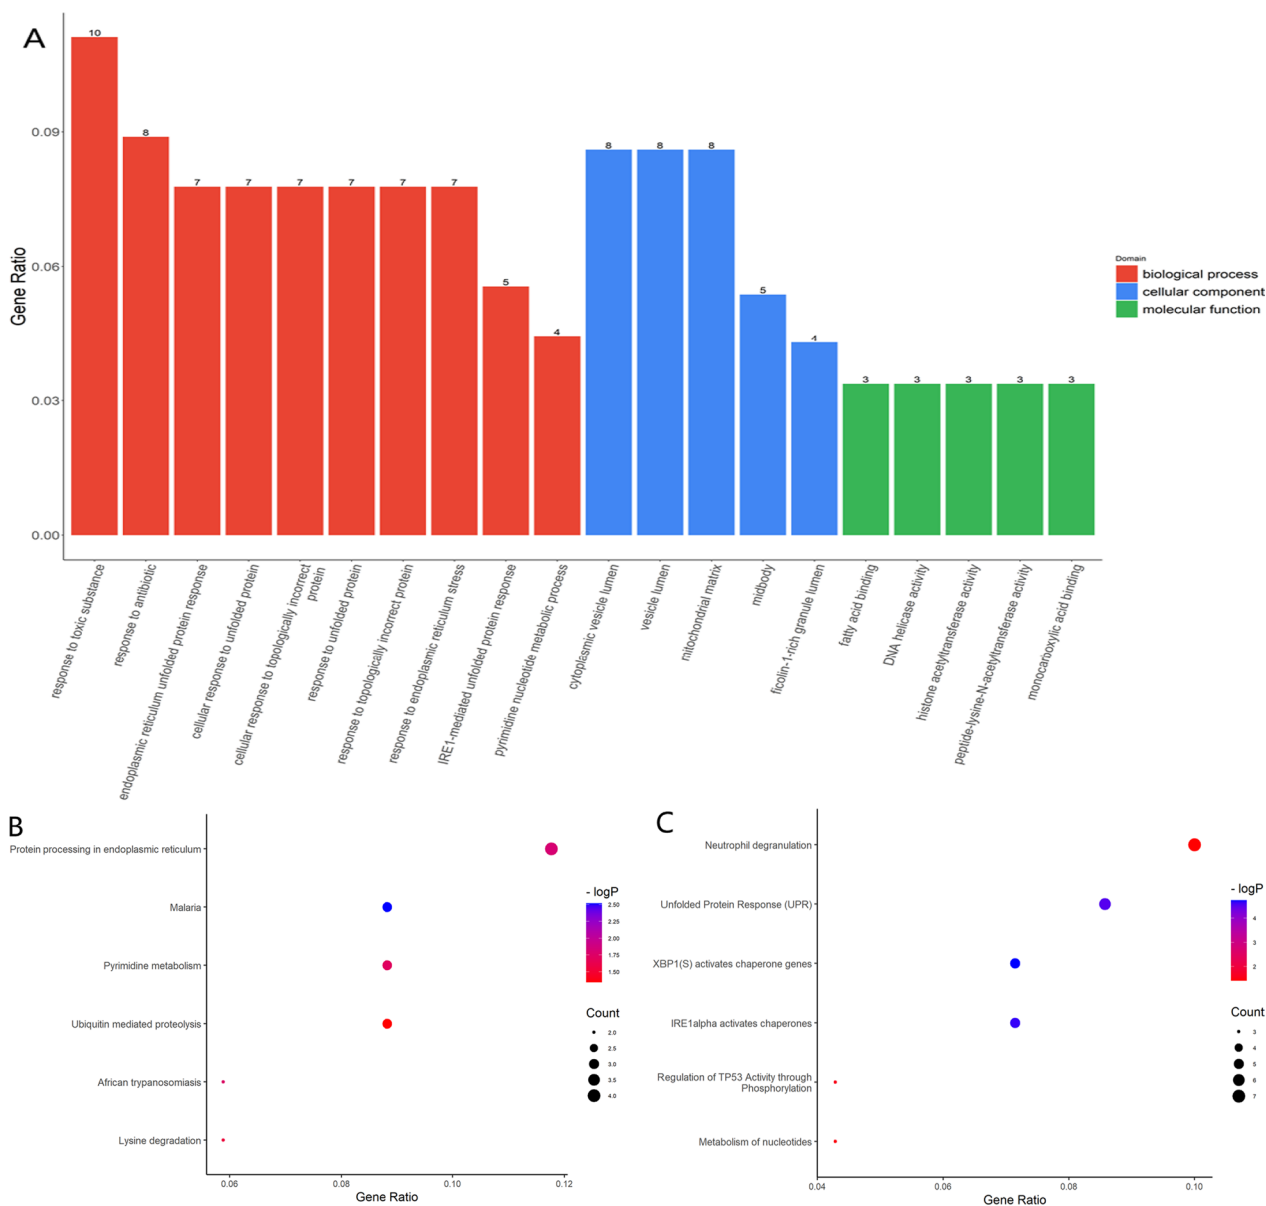 A
Gene Ratio
0.09
0.06
0.03
0.00
10
8
7
7
7
7
7
7
5
4
8
8
8
5
4
3
3
3
3
3
response to toxic substance
response to antibiotic
endoplasmic reticulum unfolded protein response
cellular response to unfolded protein
cellular response to topologically incorrect
protein
response to unfolded protein
response to topologically incorrect protein
response to endoplasmic reticulum stress
IRE1-mediated unfolded protein response
pyrimidine nucleotide metabolic process
cytoplasmic vesicle lumen
vesicle lumen
mitochondrial matrix
midbody
ficolin-1-rich granule lumen
fatty acid binding
DNA helicase activity
histone acetyltransferase activity
peptide-lysine-N-acetyltransferase activity
monocarboxylic acid binding
Domain
biological process
cellular component
molecular function
B
Protein processing in endoplasmic reticulum
Malaria
Pyrimidine metabolism
Ubiquitin mediated proteolysis
African trypanosomiasis
Lysine degradation
0.06
0.08
0.10
0.12
Gene Ratio
- logP
2.50
2.25
2.00
1.75
1.50
Count
2.0
2.5
3.0
3.5
4.0
C
Neutrophil degranulation
Unfolded Protein Response (UPR)
XBP1(S) activates chaperone genes
IRE1alpha activates chaperones
Regulation of TP53 Activity through
Phosphorylation
Metabolism of nucleotides
0.04
0.06
0.08
0.10
Gene Ratio
- logP
4
3
2
Count
3
4
5
6
7